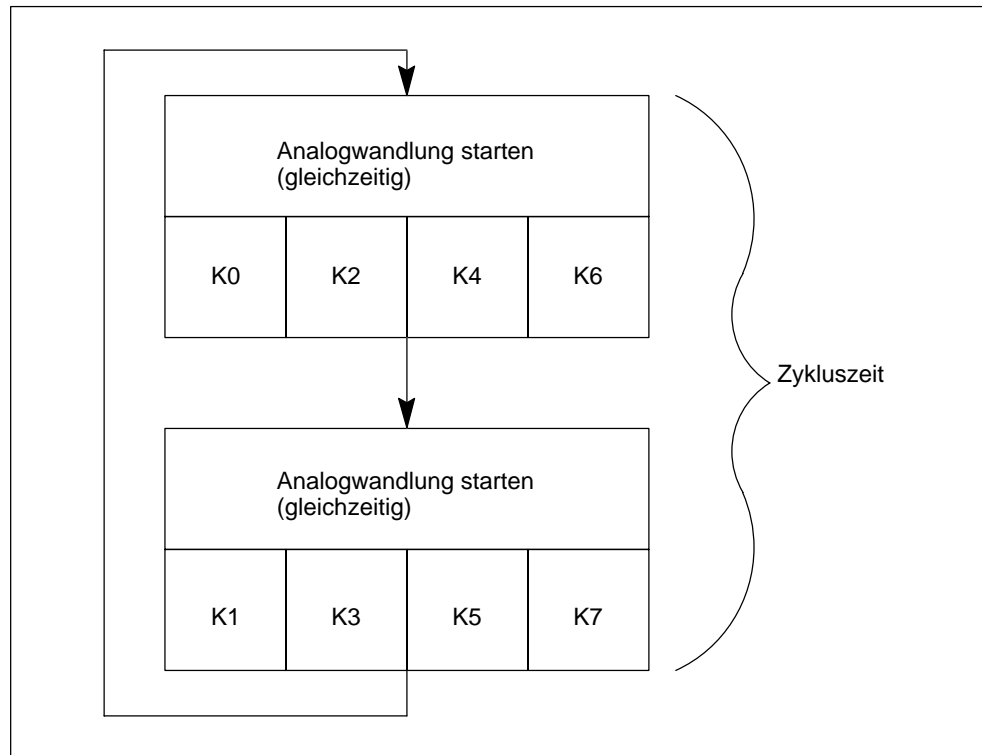 Analogwandlung starten
(gleichzeitig)
K0 K2 K4 K6
Zykluszeit
Analogwandlung starten
(gleichzeitig)
K1 K3 K5 K7